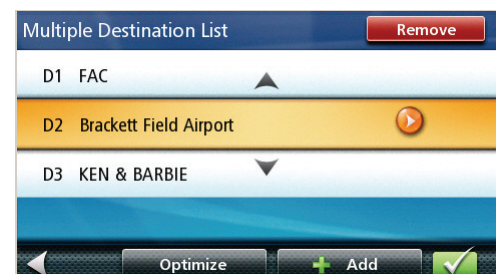 Multiple Destination List Remove
D1 FAC
D2 Brackett Field Airport
D3 KEN & BARBIE
Optimize Add